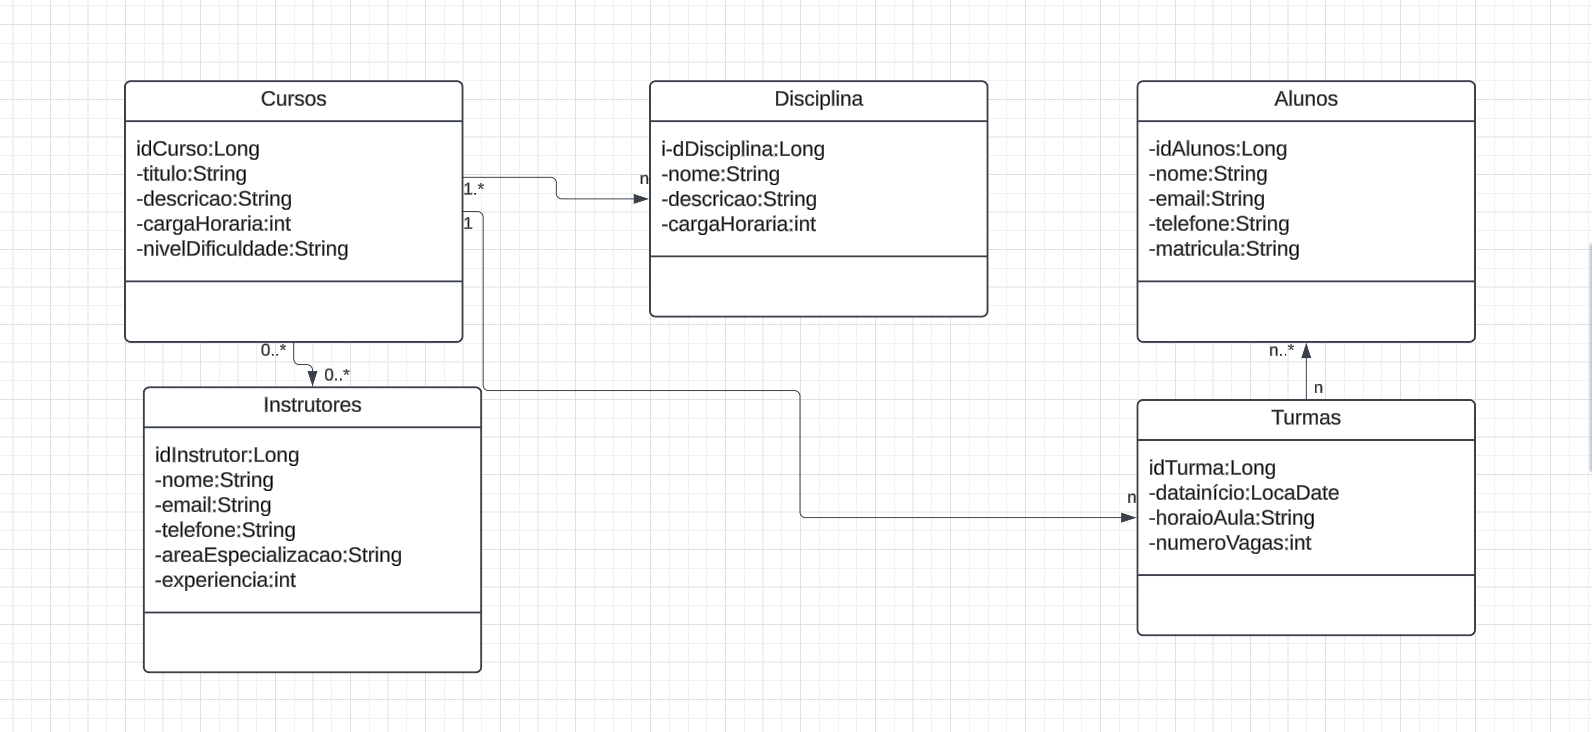 Cursos
idCurso:Long
-titulo:String
-descricao:String
-cargaHoraria:int
-nivelDificuldade:String
1.*
1
n
Disciplina
i-dDisciplina:Long
-nome:String
-descricao:String
-cargaHoraria:int
Alunos
-idAlunos:Long
-nome:String
-email:String
-telefone:String
-matricula:String
0..*
0..*
n..*
n
Instrutores
idInstrutor:Long
-nome:String
-email:String
-telefone:String
-areaEspecializacao:String
-experiencia:int
n
Turmas
idTurma:Long
-datainício:LocaDate
-horaioAula:String
-numeroVagas:int